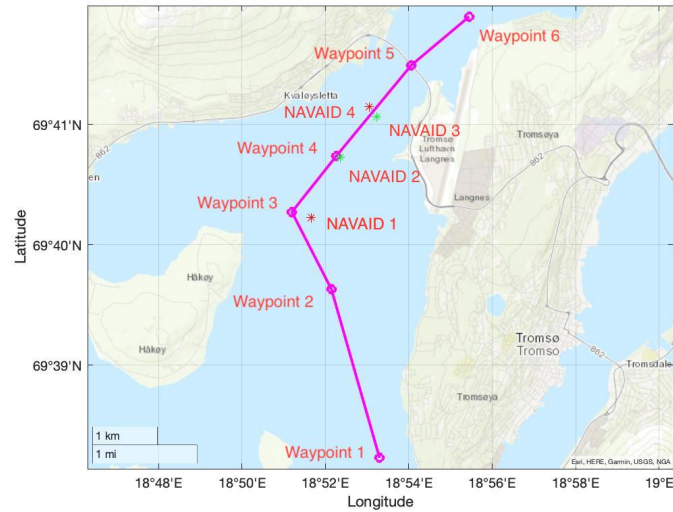 Waypoint 6
Waypoint 5
Kvaløysletta
NAVAID 4
69°41'N
NAVAID 3
Tromsøya
862
Tromsø
Lufthavn
Langnes
Waypoint 4
en
NAVAID 2
Langnes
Waypoint 3
NAVAID 1
Latitude
69°40'N
Håkøy
Waypoint 2
Tromsø
Tromso
862
Håkøy
69°39'N
Tromsdale
Tromsøya
1 km
Waypoint 1
1 mi
Esri, HERE, Garmin, USGS, NGA
18°48'E
18°50'E
18°52'E
18°54'E
18°56'E
18°58'E
19°E
Longitude